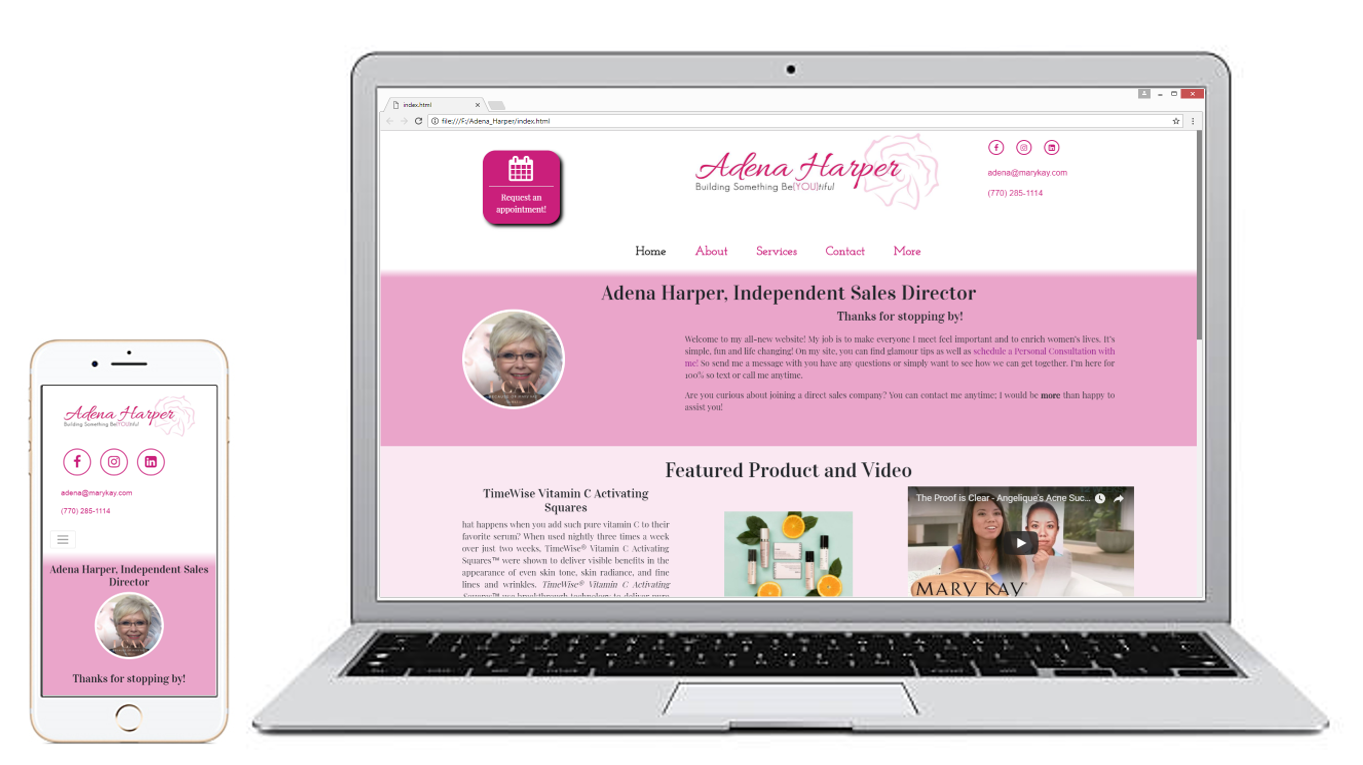 index.html
file:///F:/Adena_Harper/index.html
Request an
appointment!
Adena Harper
Building Something Be(YOU)tiful
adena@marykay.com
(770) 285-1114
Home About Services Contact More
Adena Harper, Independent Sales Director
Thanks for stopping by!
Welcome to my all-new website! My job is to make everyone I meet feel important and to enrich women's lives. It's
simple, fun and life changing! On my site, you can find glamour tips as well as schedule a Personal Consultation with
me! So send me a message with you have any questions or simply want to see how we can get together. I'm here for
100% so text or call me anytime.
Are you curious about joining a direct sales company? You can contact me anytime; I would be more than happy to
assist you!
I CAN
Featured Product and Video
TimeWise Vitamin C Activating
Squares
hat happens when you add such pure vitamin C to their
favorite serum? When used nightly three times a week
over just two weeks, TimeWise® Vitamin C Activating
Squares™ were shown to deliver visible benefits in the
appearance of even skin tone, skin radiance, and fine
lines and wrinkles. TimeWise® Vitamin C Activating
Squares™ use breakthrough technology to deliver pure
The Proof is Clear - Angelique's Acne Suc...
MARY KAY
Adena Harper
Building Something Be(YOU)tiful
adena@marykay.com
(770) 285-1114
Adena Harper, Independent Sales
Director
I CAN
Thanks for stopping by!